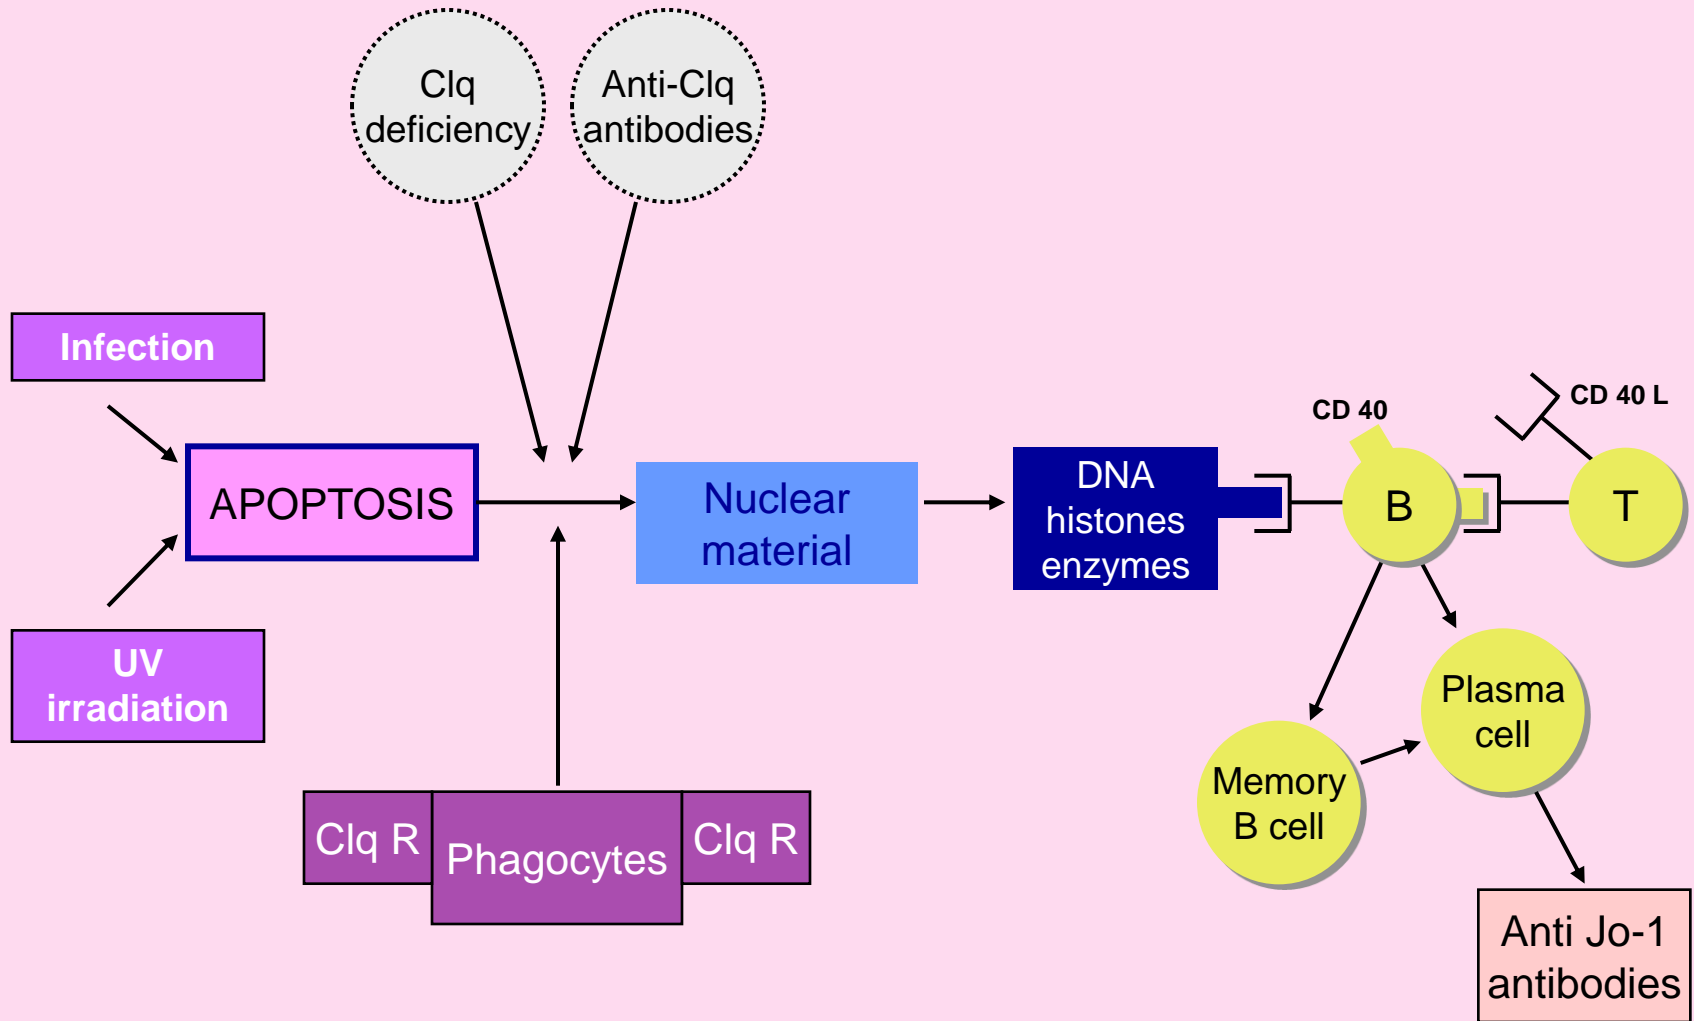 Clq
deficiency
Anti-Clq
antibodies
Infection
UV
irradiation
APOPTOSIS
Clq R
Phagocytes
Clq R
Nuclear
material
DNA
histones
enzymes
CD 40
B
CD 40 L
T
Memory
B cell
Plasma
cell
Anti Jo-1
antibodies